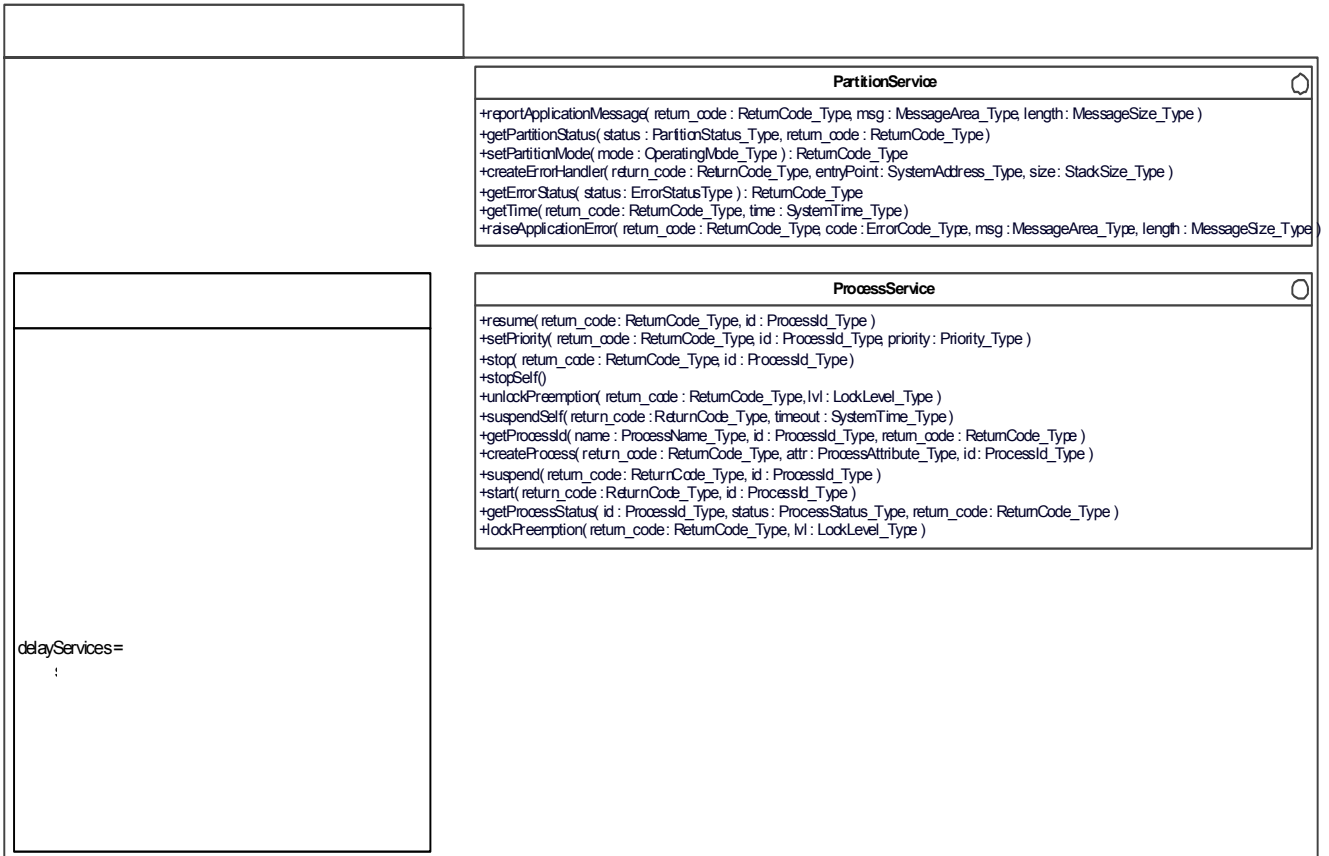 PartitionService
+reportApplicationMessage( return_code : ReturnCode_Type, msg : MessageArea_Type, length : MessageSize_Type )
+getPartitionStatus( status : PartitionStatus_Type, return_code : ReturnCode_Type )
+setPartitionMode( mode : OperatingMode_Type ) : ReturnCode_Type
+createErrorHandler( return_code : ReturnCode_Type, entryPoint : SystemAddress_Type, size : StackSize_Type )
+getErrorStatus( status : ErrorStatusType ) : ReturnCode_Type
+getTime( return_code : ReturnCode_Type, time : SystemTime_Type )
+raiseApplicationError( return_code : ReturnCode_Type, code : ErrorCode_Type, msg : MessageArea_Type, length : MessageSize_Type )
ProcessService
+resume( return_code : ReturnCode_Type, id : ProcessId_Type )
+setPriority( return_code : ReturnCode_Type, id : ProcessId_Type, priority : Priority_Type )
+stop( return_code : ReturnCode_Type, id : ProcessId_Type )
+stopSelf()
+unlockPreemption( return_code : ReturnCode_Type, lvl : LockLevel_Type )
+suspendSelf( return_code : ReturnCode_Type, timeout : SystemTime_Type )
+getProcessId( name : ProcessName_Type, id : ProcessId_Type, return_code : ReturnCode_Type )
+createProcess( return_code : ReturnCode_Type, attr : ProcessAttribute_Type, id : ProcessId_Type )
+suspend( return_code : ReturnCode_Type, id : ProcessId_Type )
+start( return_code : ReturnCode_Type, id : ProcessId_Type )
+getProcessStatus( id : ProcessId_Type, status : ProcessStatus_Type, return_code : ReturnCode_Type )
+lockPreemption( return_code : ReturnCode_Type, lvl : LockLevel_Type )
delayServices =